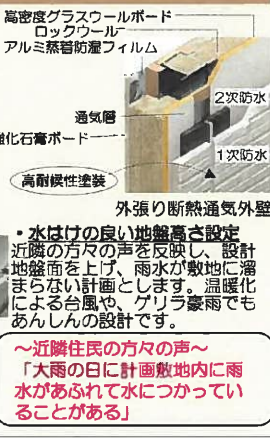 高密度グラスウールボード
ロックウール
アルミ蒸着防湿フィルム
通気層
強化石膏ボード
2次防水
1次防水
高耐候性塗装
外張り断熱通気外壁
・水はけの良い地盤高さ設定
近隣の方々の声を反映し、設計
地盤面を上げ、雨水が敷地に溜
まらない計画とします。温暖化
による台風や、ゲリラ豪雨でも
あんしんの設計です。
～近隣住民の方々の声～
「大雨の日に計画敷地内に雨
水があふれて水につかってい
ることがある」